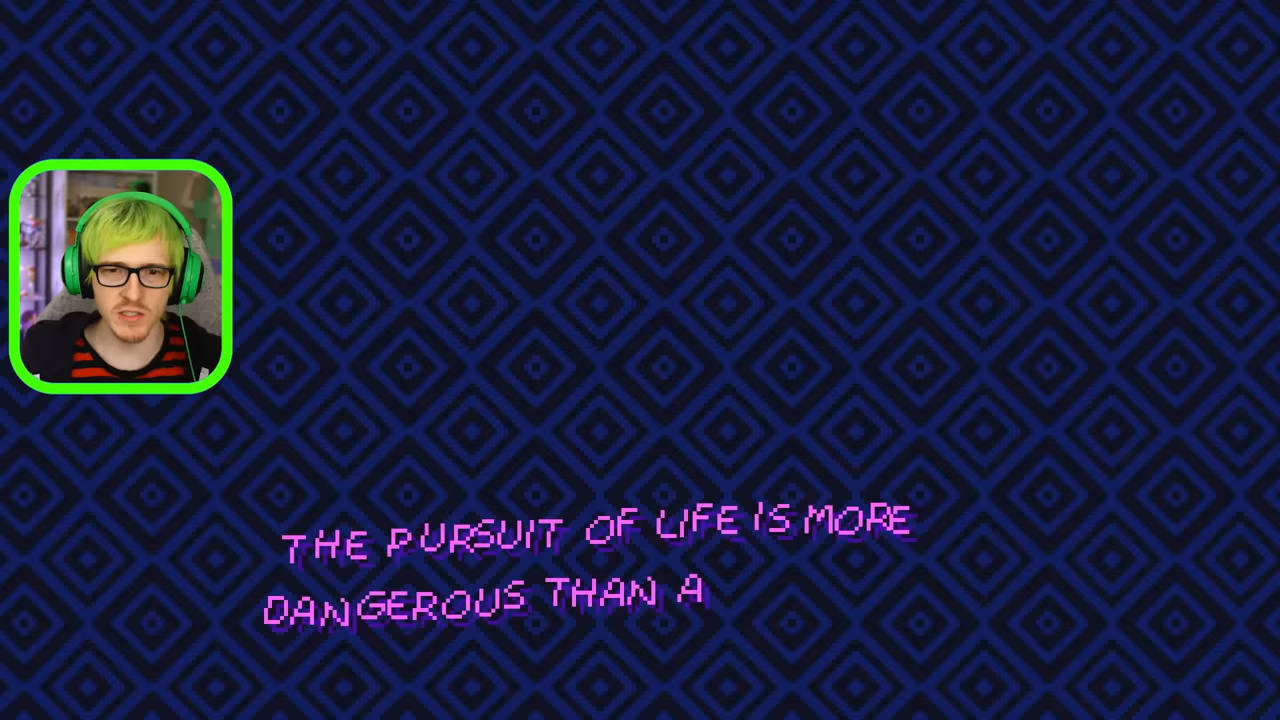 THE PURSUIT OF LIFE IS MORE
DANGEROUS THAN A